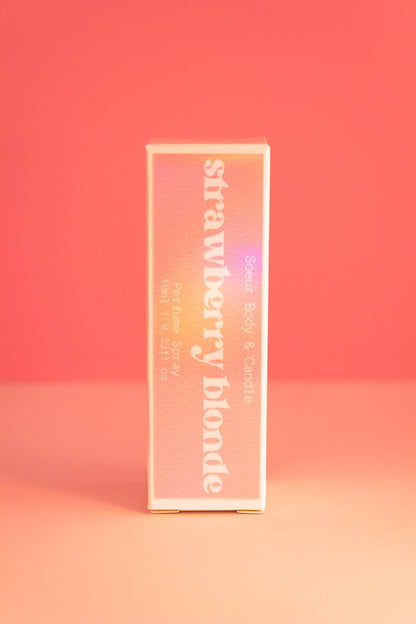 Soeur Body & Candle
strawberry blonde
Perfume Spray
10ml | 0.33fl oz